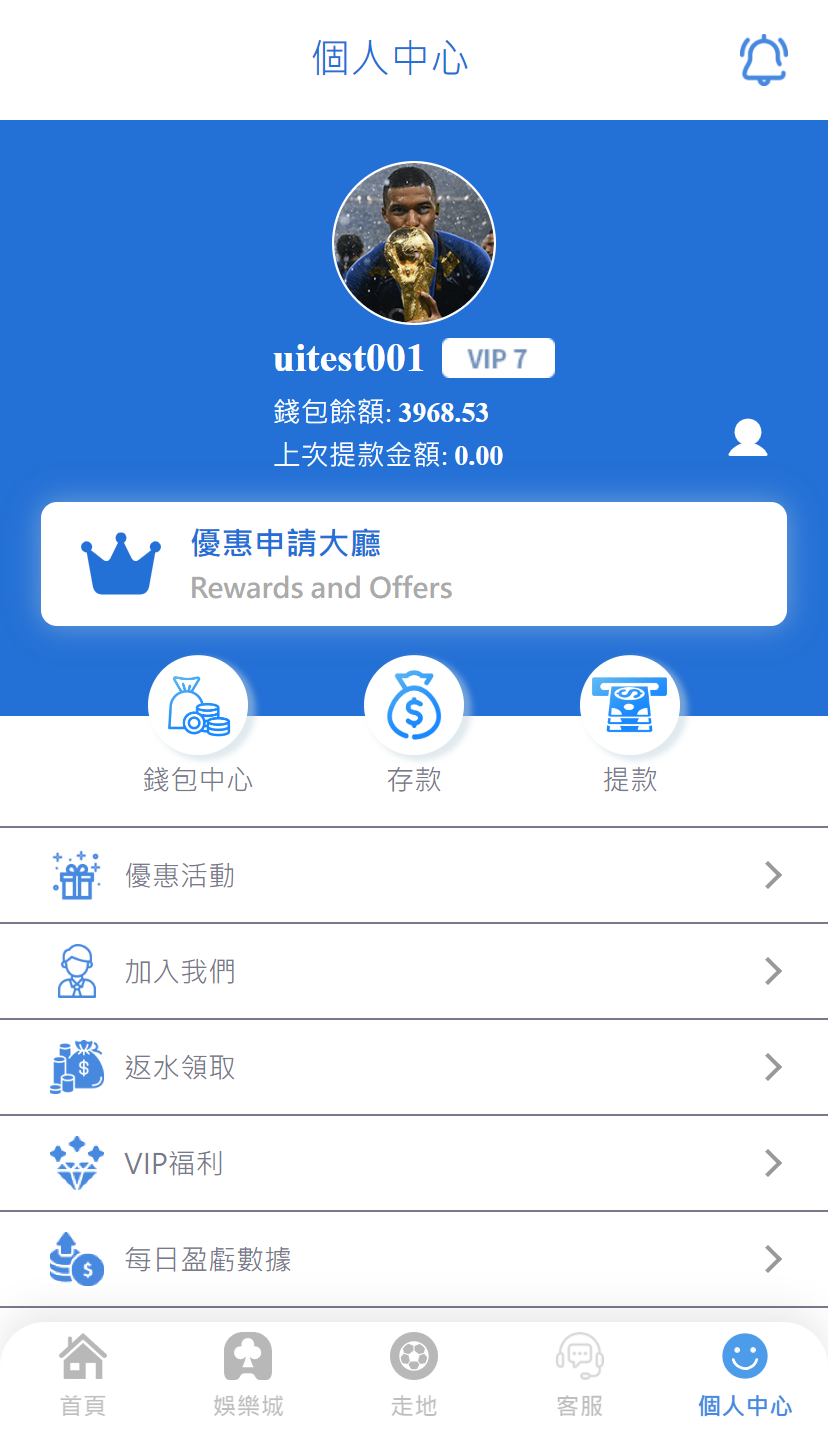 個人中心
uitest001 VIP 7
錢包餘額: 3968.53
上次提款金額: 0.00
優惠申請大廳
Rewards and Offers
錢包中心 存款 提款
優惠活動
加入我們
返水領取
VIP福利
每日盈虧數據
首頁 娛樂城 走地 客服 個人中心